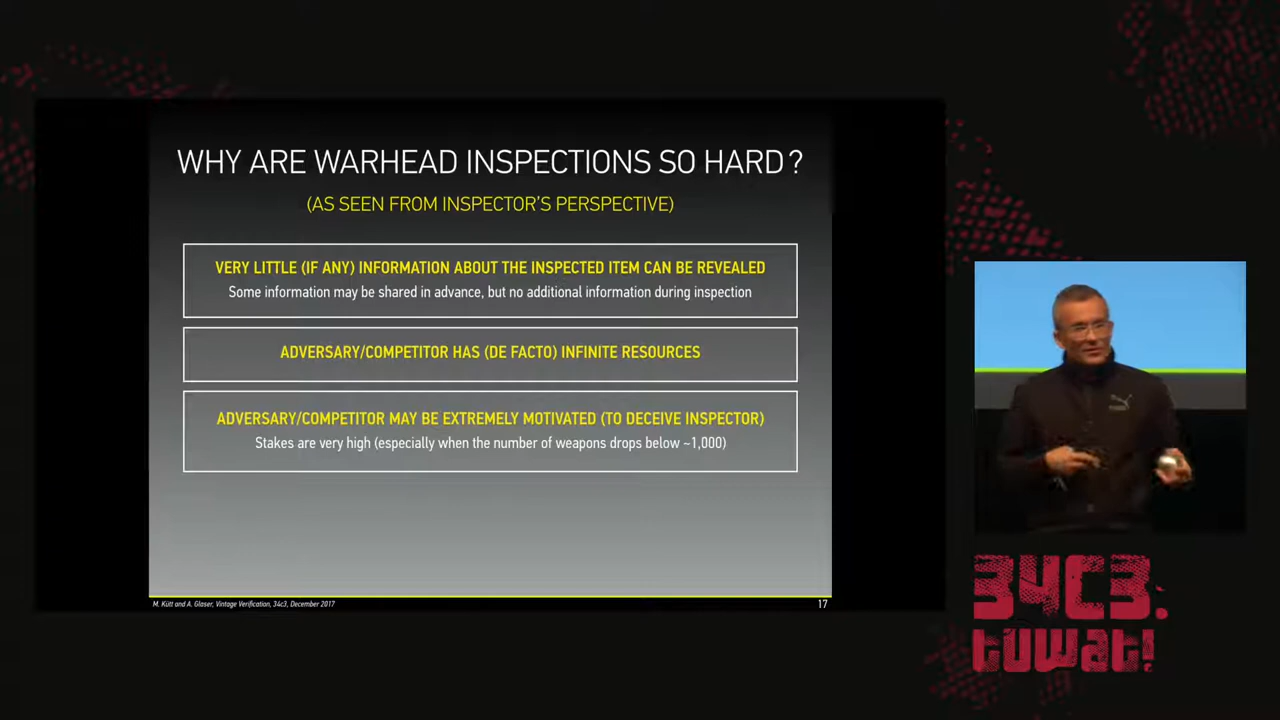 WHY ARE WARHEAD INSPECTIONS SO HARD?
(AS SEEN FROM INSPECTOR'S PERSPECTIVE)
VERY LITTLE (IF ANY) INFORMATION ABOUT THE INSPECTED ITEM CAN BE REVEALED
Some information may be shared in advance, but no additional information during inspection
ADVERSARY/COMPETITOR HAS (DE FACTO) INFINITE RESOURCES
ADVERSARY/COMPETITOR MAY BE EXTREMELY MOTIVATED (TO DECEIVE INSPECTOR)
Stakes are very high (especially when the number of weapons drops below ~1,000)
M. Kütt and A. Glaser, Vintage Verification, 34c3, December 2017
17
34C3.
tuwat!